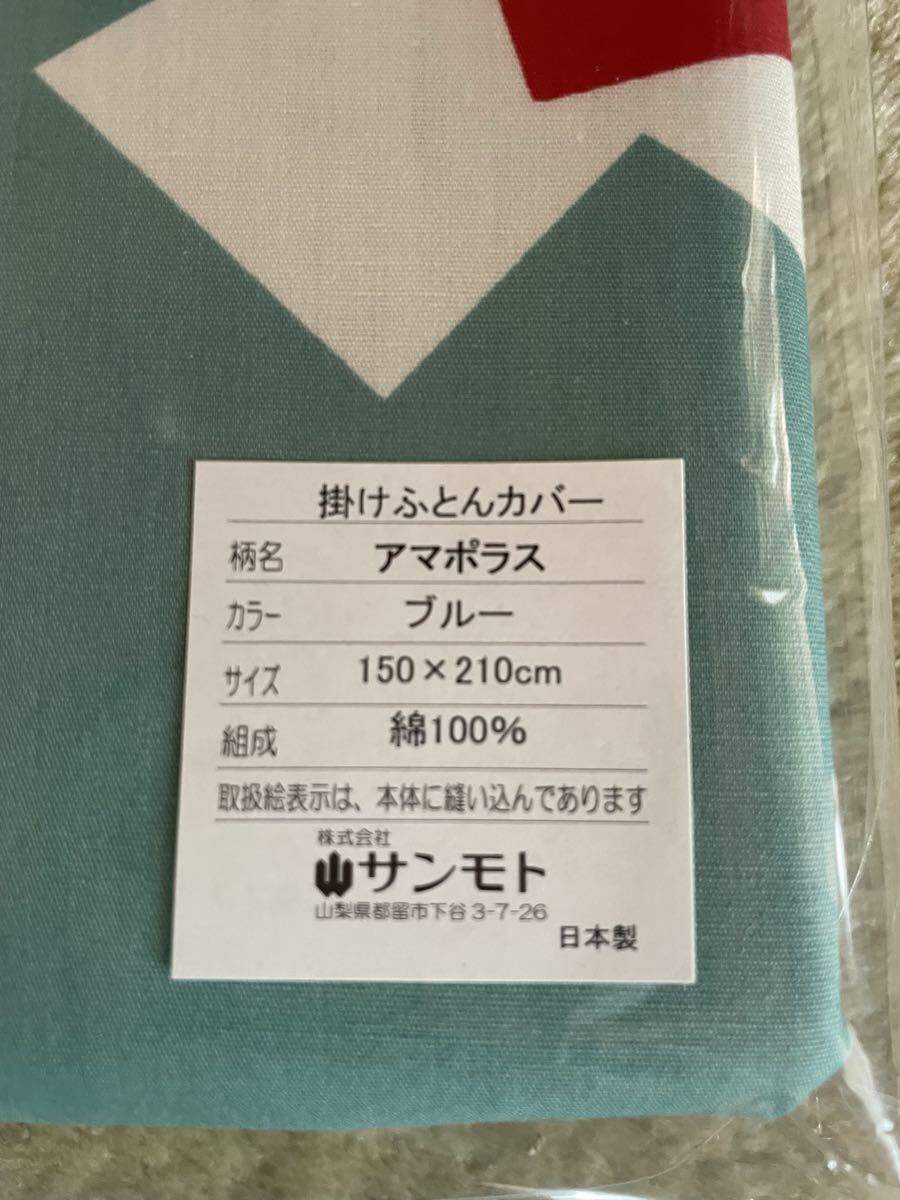 掛けふとんカバー
柄名 アマポラス
カラー ブルー
サイズ 150×210cm
組成 綿100%
取扱絵表示は、本体に縫い込んであります
株式会社
サンモト
山梨県都留市下谷3-7-26
日本製